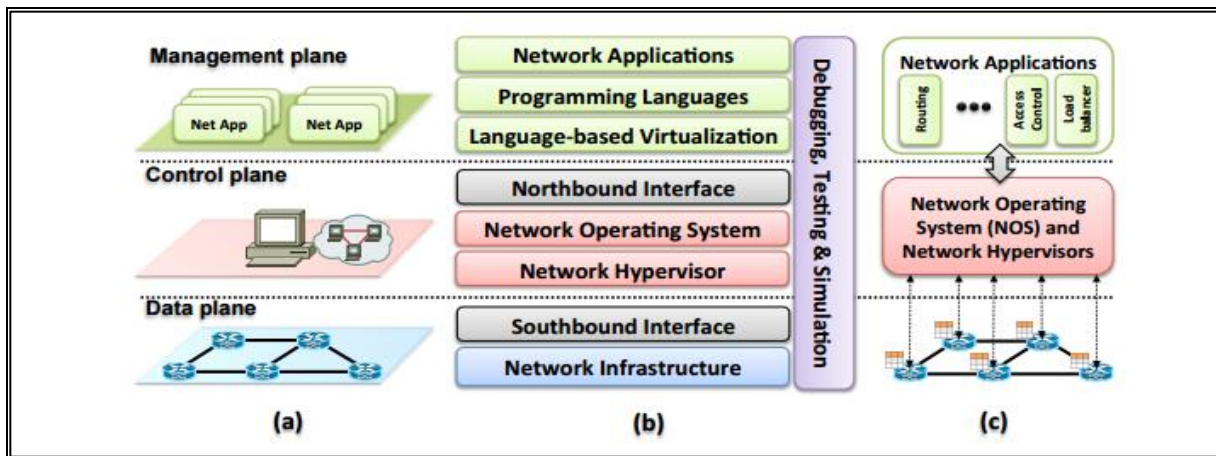 Management plane
Net App
Net App
Control plane
Data plane
(a)
Network Applications
Programming Languages
Language-based Virtualization
Northbound Interface
Network Operating System
Network Hypervisor
Southbound Interface
Network Infrastructure
Debugging, Testing & Simulation
(b)
Network Applications
Routing
Access
Control
Load
balancer
Network Operating
System (NOS) and
Network Hypervisors
(c)